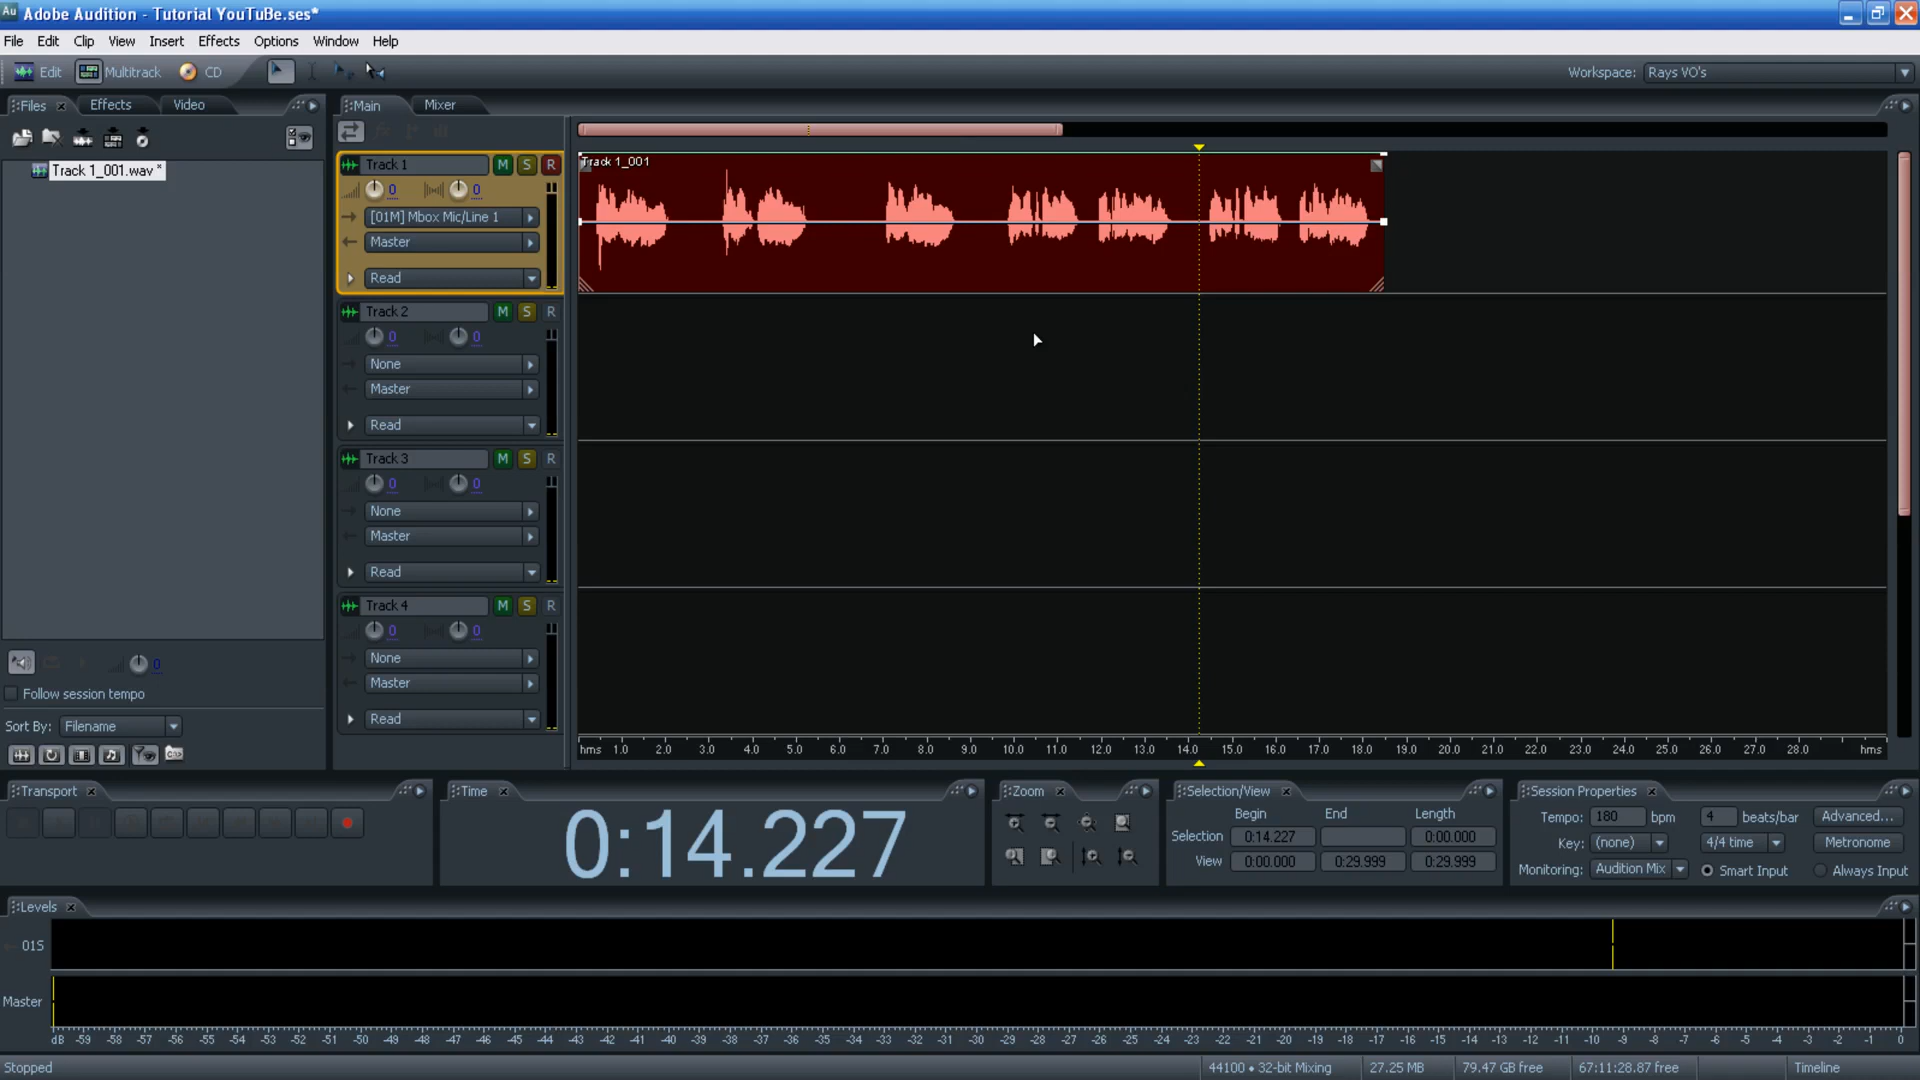 Au Adobe Audition - Tutorial YouTuBe.ses*
File Edit Clip View Insert Effects Options Window Help
Edit Multitrack CD Workspace: Rays VO's
Files Effects Video Main Mixer
Track 1_001.wav *
Track 1 M S R
0 0
[01M] Mbox Mic/Line 1
Master
Read
Track 1_001
Track 2 M S R
0 0
None
Master
Read
Track 3 M S R
0 0
None
Master
Read
Track 4 M S R
0 0
None
Master
Read
0
Follow session tempo
Sort By: Filename
hms 1.0 2.0 3.0 4.0 5.0 6.0 7.0 8.0 9.0 10.0 11.0 12.0 13.0 14.0 15.0 16.0 17.0 18.0 19.0 20.0 21.0 22.0 23.0 24.0 25.0 26.0 27.0 28.0 hms
Transport
Time
0:14.227
Zoom
Selection/View
Begin End Length
Selection 0:14.227 0:00.000
View 0:00.000 0:29.999 0:29.999
Session Properties
Tempo: 180 bpm 4 beats/bar Advanced...
Key: (none) 4/4 time Metronome
Monitoring: Audition Mix Smart Input Always Input
Levels
01S
Master
dB -59 -58 -57 -56 -55 -54 -53 -52 -51 -50 -49 -48 -47 -46 -45 -44 -43 -42 -41 -40 -39 -38 -37 -36 -35 -34 -33 -32 -31 -30 -29 -28 -27 -26 -25 -24 -23 -22 -21 -20 -19 -18 -17 -16 -15 -14 -13 -12 -11 -10 -9 -8 -7 -6 -5 -4 -3 -2 -1 0
Stopped 44100 • 32-bit Mixing 27.25 MB 79.47 GB free 67:11:28.87 free Timeline